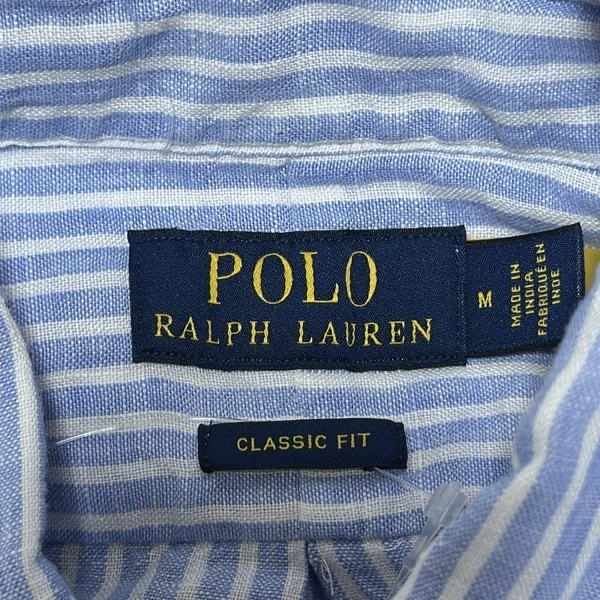 POLO
RALPH LAUREN
M
MADE IN
INDIA
FABRIQUÉ EN
INDE
CLASSIC FIT